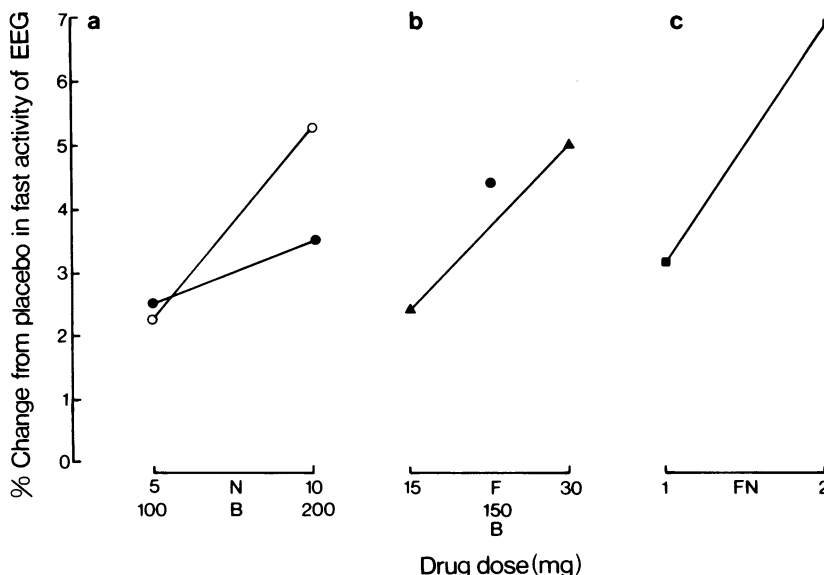 % Change from placebo in fast activity of EEG
7
6
5
4
3
2
1
0
a
b
c
5 N 10
100 B 200
15 F 30
150
B
1 FN 2
Drug dose (mg)